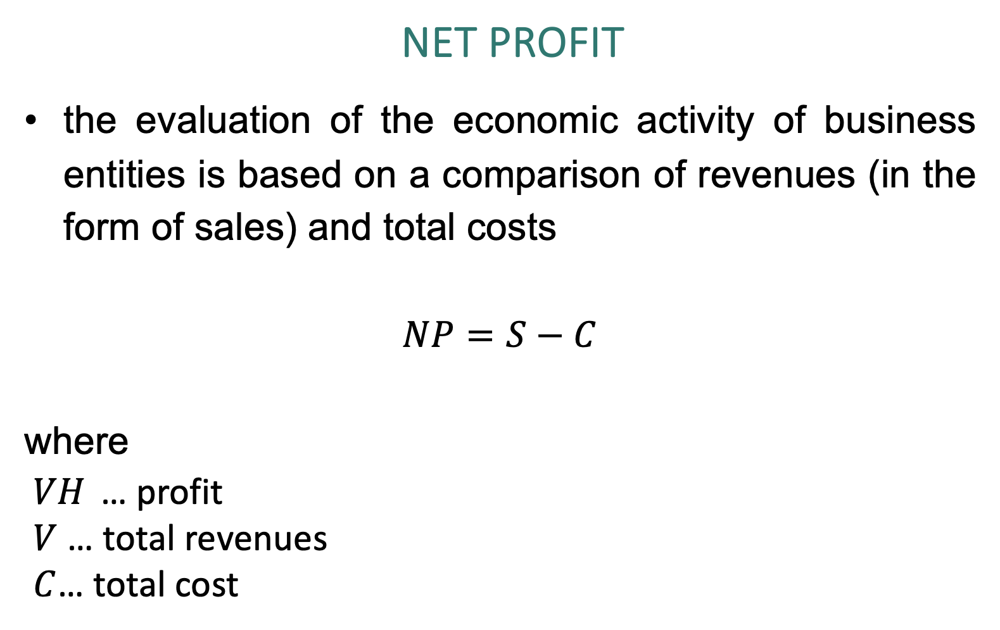 NET PROFIT
• the evaluation of the economic activity of business
entities is based on a comparison of revenues (in the
form of sales) and total costs
NP = S − C
where
VH ... profit
V ... total revenues
C... total cost